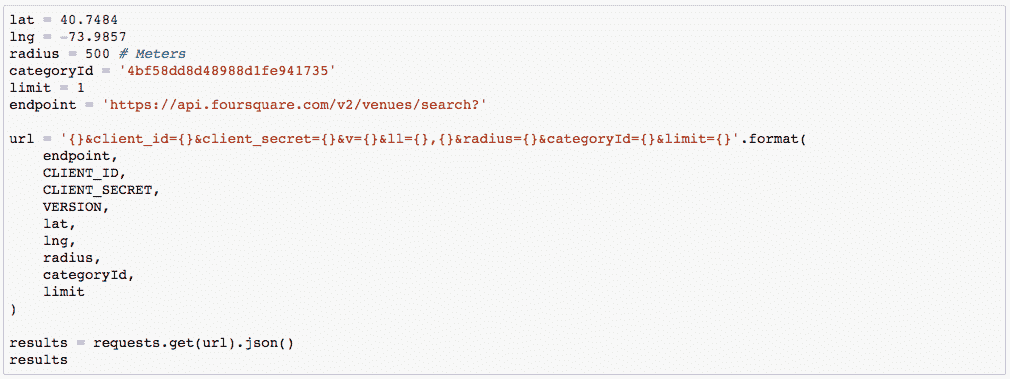 lat = 40.7484
lng = -73.9857
radius = 500 # Meters
categoryId = '4bf58dd8d48988d1fe941735'
limit = 1
endpoint = 'https://api.foursquare.com/v2/venues/search?'

url = '{}&client_id={}&client_secret={}&v={}&ll={},{}&radius={}&categoryId={}&limit={}'.format(
    endpoint,
    CLIENT_ID,
    CLIENT_SECRET,
    VERSION,
    lat,
    lng,
    radius,
    categoryId,
    limit
)

results = requests.get(url).json()
results